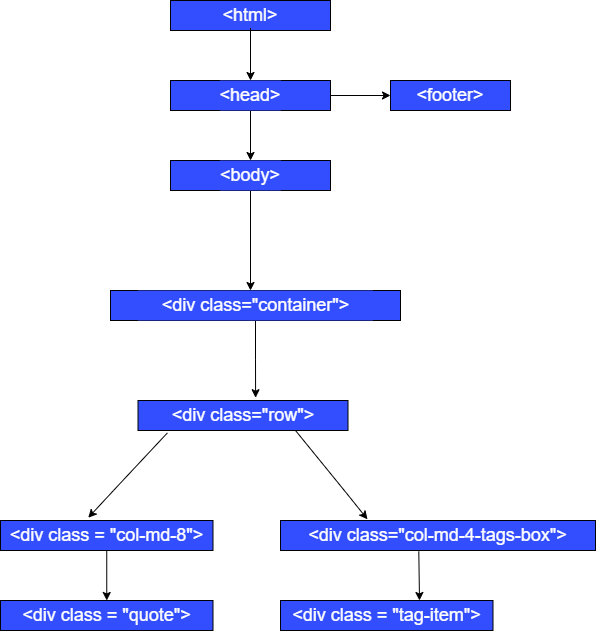 <html>
<head>
<footer>
<body>
<div class="container">
<div class="row">
<div class = "col-md-8">
<div class="col-md-4-tags-box">
<div class = "quote">
<div class = "tag-item">